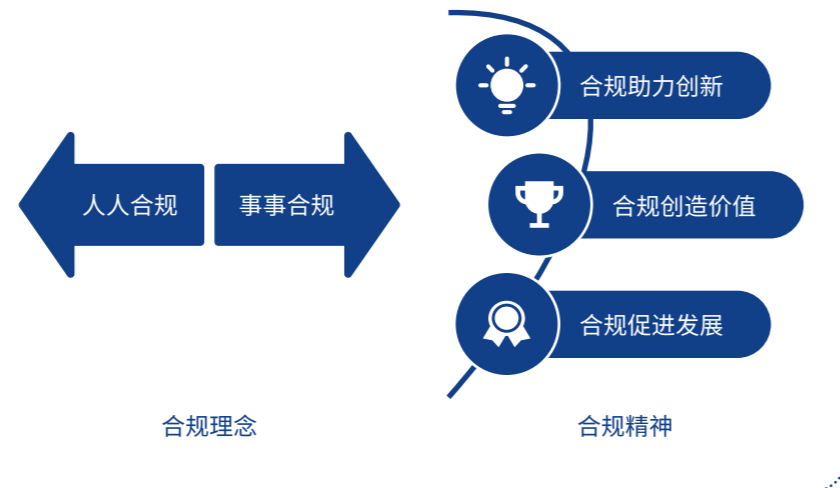 人人合规
事事合规
合规理念
合规助力创新
合规创造价值
合规促进发展
合规精神